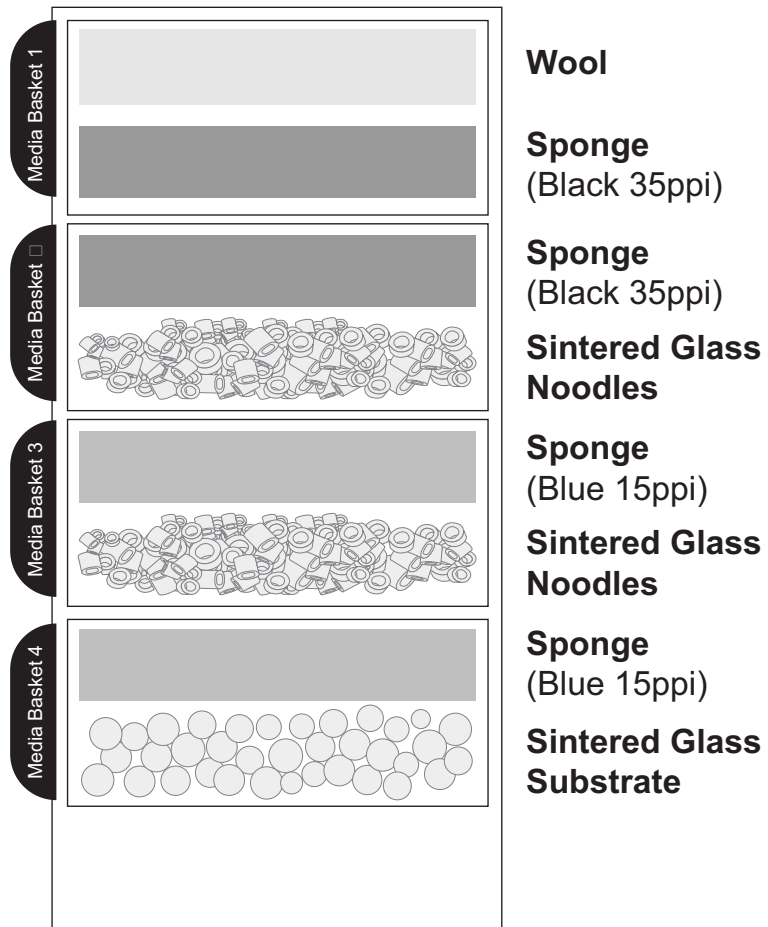 Media Basket 1
Wool
Sponge
(Black 35ppi)
Media Basket □
Sponge
(Black 35ppi)
Sintered Glass
Noodles
Media Basket 3
Sponge
(Blue 15ppi)
Sintered Glass
Noodles
Media Basket 4
Sponge
(Blue 15ppi)
Sintered Glass
Substrate